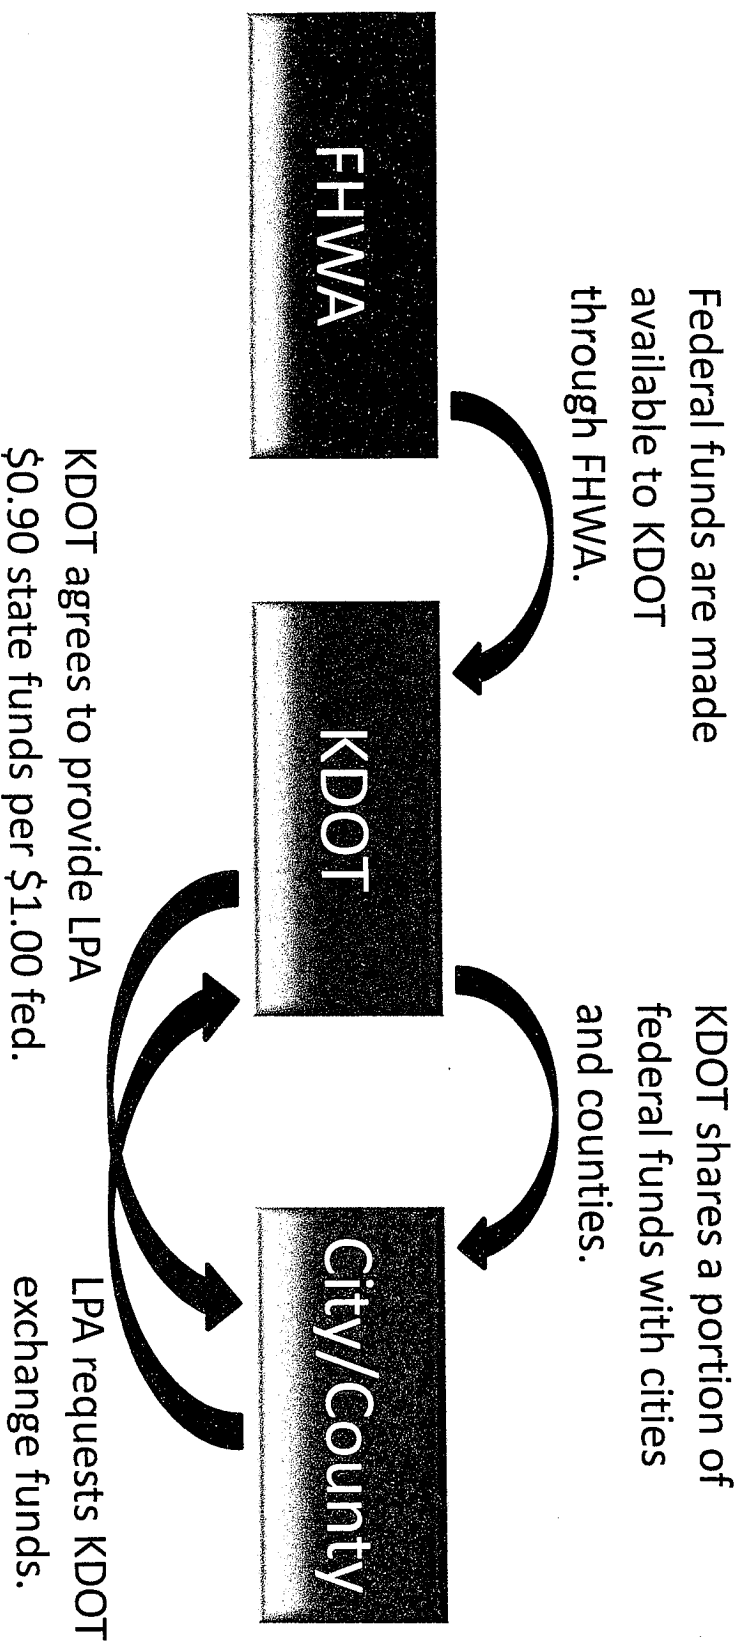 Federal funds are made
available to KDOT
through FHWA.
KDOT shares a portion of
federal funds with cities
and counties.
FHWA
KDOT
City/County
KDOT agrees to provide LPA
$0.90 state funds per $1.00 fed.
LPA requests KDOT
exchange funds.